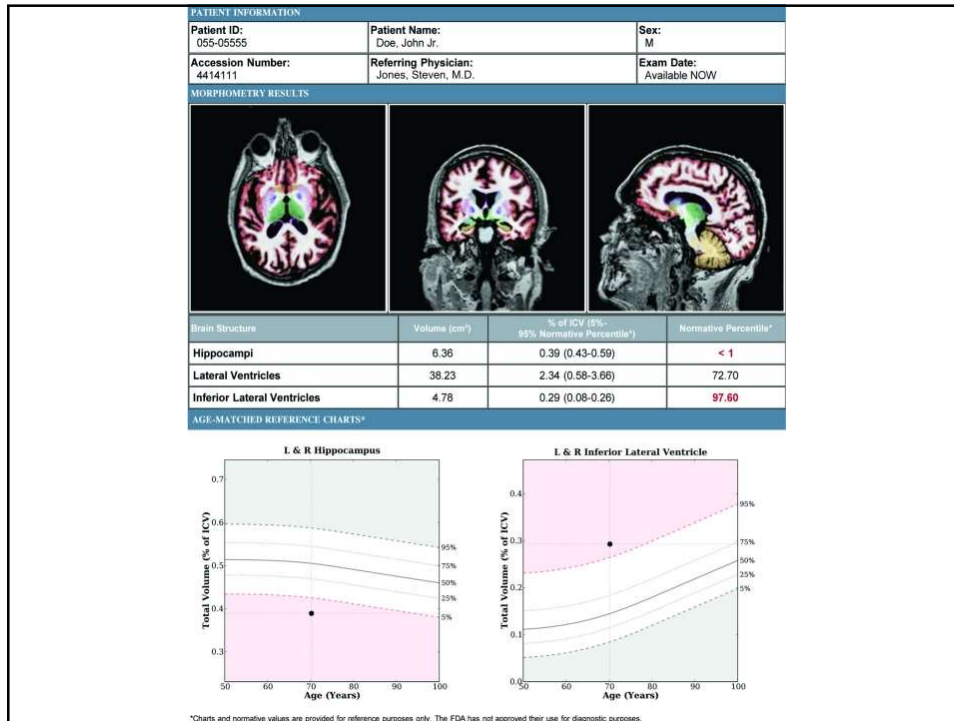 PATIENT INFORMATION
Patient ID: Patient Name: Sex:
055-05555 Doe, John Jr. M
Accession Number: Referring Physician: Exam Date:
4414111 Jones, Steven, M.D. Available NOW
MORPHOMETRY RESULTS
Brain Structure Volume (cm³) % of ICV (5%-
95% Normative Percentile*) Normative Percentile*
Hippocampi 6.36 0.39 (0.43-0.59) < 1
Lateral Ventricles 38.23 2.34 (0.58-3.66) 72.70
Inferior Lateral Ventricles 4.78 0.29 (0.08-0.26) 97.60
AGE-MATCHED REFERENCE CHARTS*
L & R Hippocampus
Total Volume (% of ICV)
0.7
0.6
0.5
0.4
0.3
95%
75%
50%
25%
5%
50 60 70 80 90 100
Age (Years)
L & R Inferior Lateral Ventricle
Total Volume (% of ICV)
0.4
0.3
0.2
0.1
0.0
95%
75%
50%
25%
5%
50 60 70 80 90 100
Age (Years)
*Charts and normative values are provided for reference purposes only. The FDA has not approved their use for diagnostic purposes.